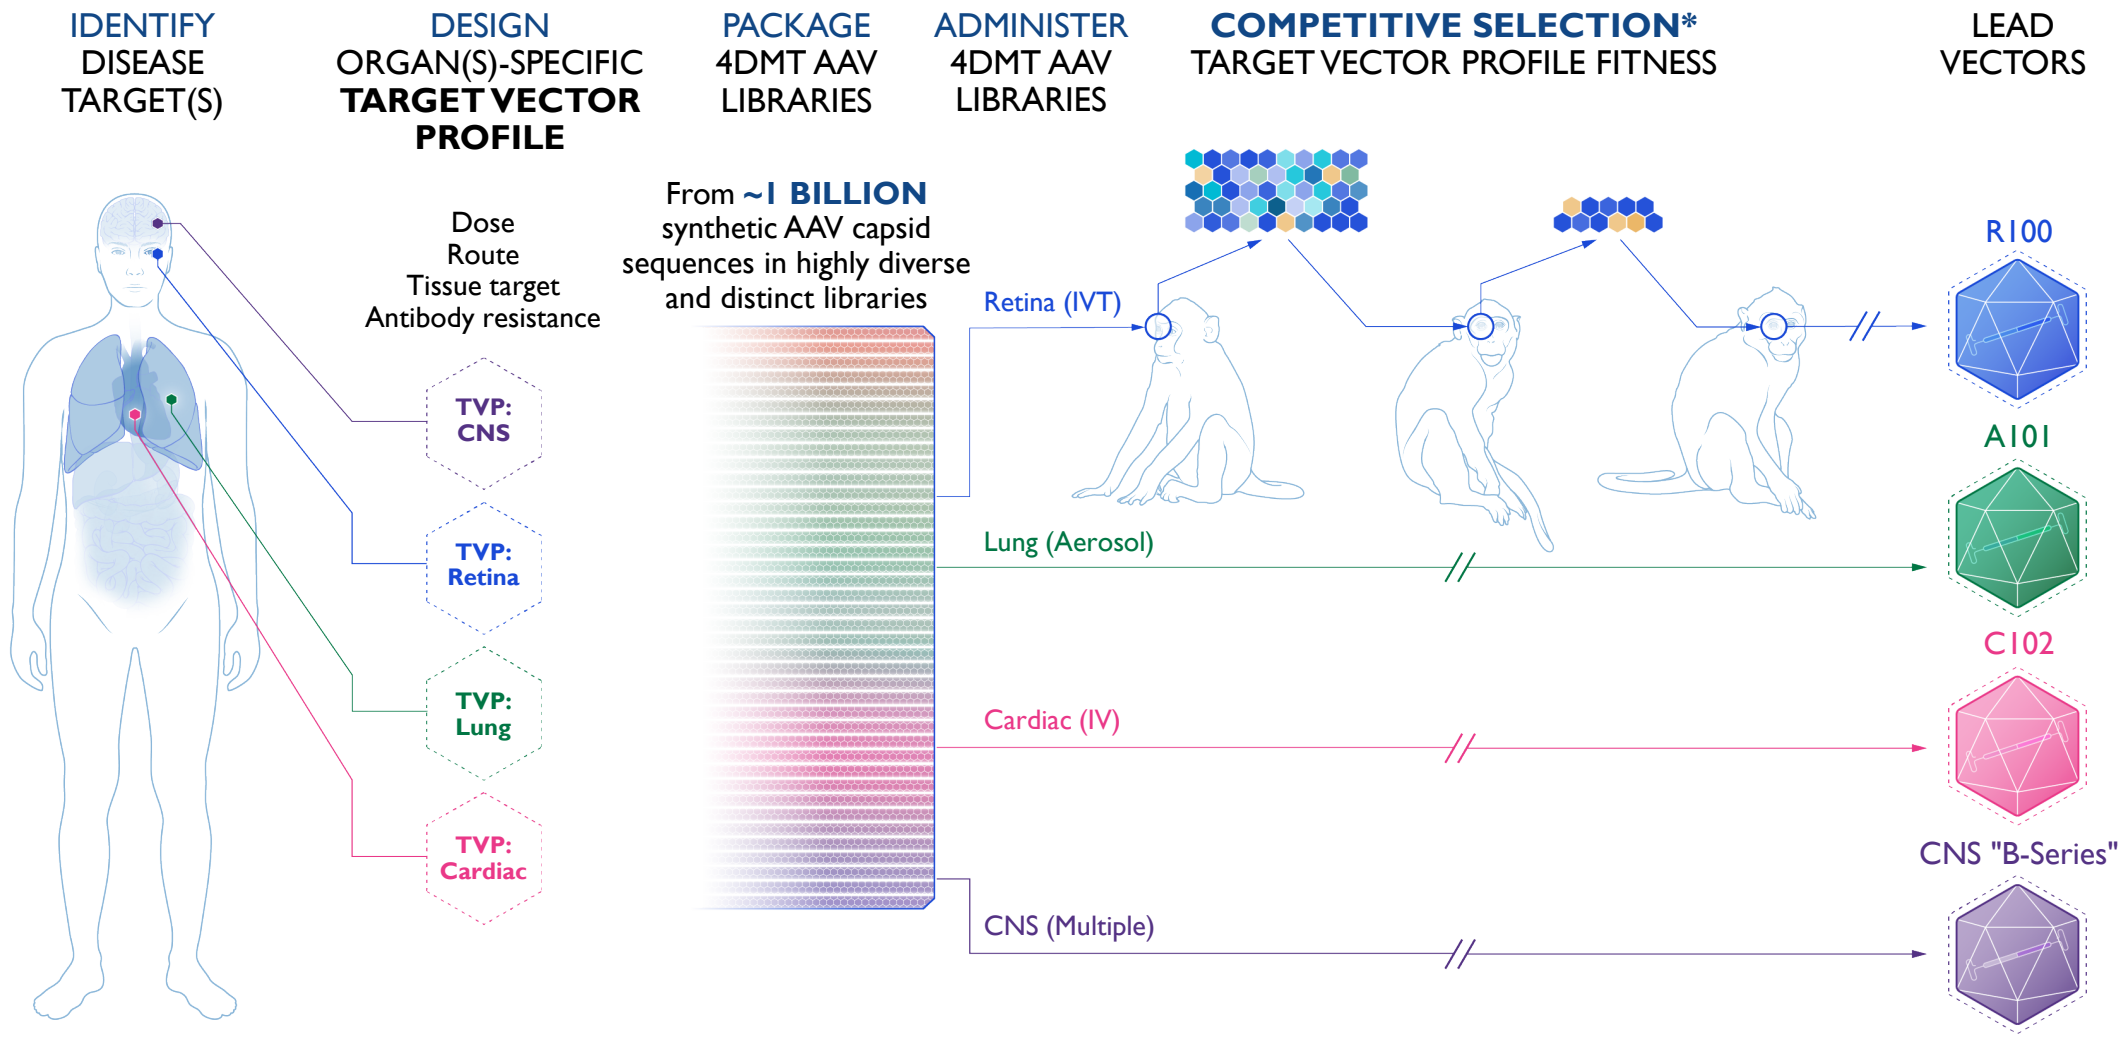 IDENTIFY
DISEASE
TARGET(S)
DESIGN
ORGAN(S)-SPECIFIC
TARGET VECTOR
PROFILE
PACKAGE
4DMT AAV
LIBRARIES
ADMINISTER
4DMT AAV
LIBRARIES
COMPETITIVE SELECTION*
TARGET VECTOR PROFILE FITNESS
LEAD
VECTORS
Dose
Route
Tissue target
Antibody resistance
TVP:
CNS
TVP:
Retina
TVP:
Lung
TVP:
Cardiac
From ~1 BILLION
synthetic AAV capsid
sequences in highly diverse
and distinct libraries
Retina (IVT)
Lung (Aerosol)
Cardiac (IV)
CNS (Multiple)
R100
A101
C102
CNS "B-Series"